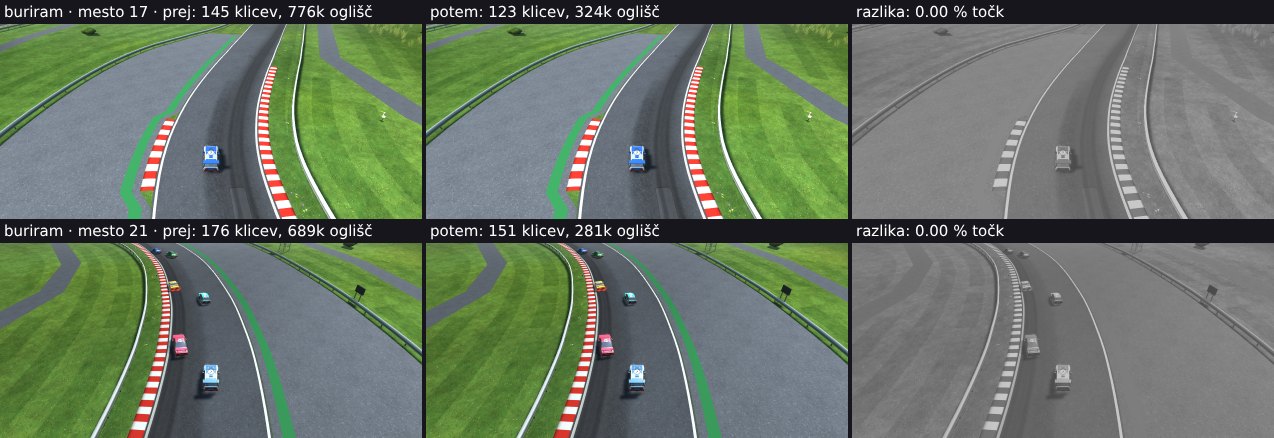 buriram · mesto 17 · prej: 145 klicev, 776k oglišč
potem: 123 klicev, 324k oglišč
razlika: 0.00 % točk
buriram · mesto 21 · prej: 176 klicev, 689k oglišč
potem: 151 klicev, 281k oglišč
razlika: 0.00 % točk